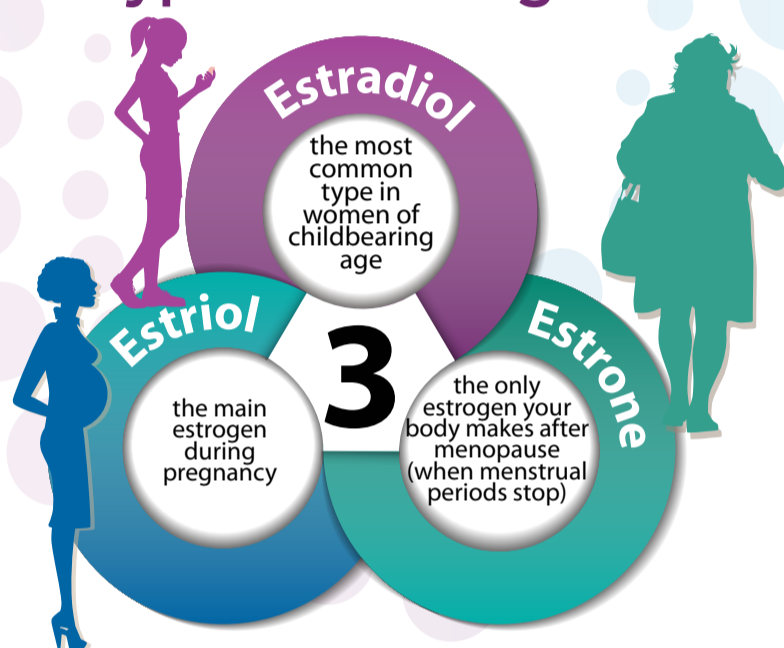 Estradiol
the most
common
type in
women of
childbearing
age
Estriol
the main
estrogen
during
pregnancy
3
Estrone
the only
estrogen your
body makes after
menopause
(when menstrual
periods stop)